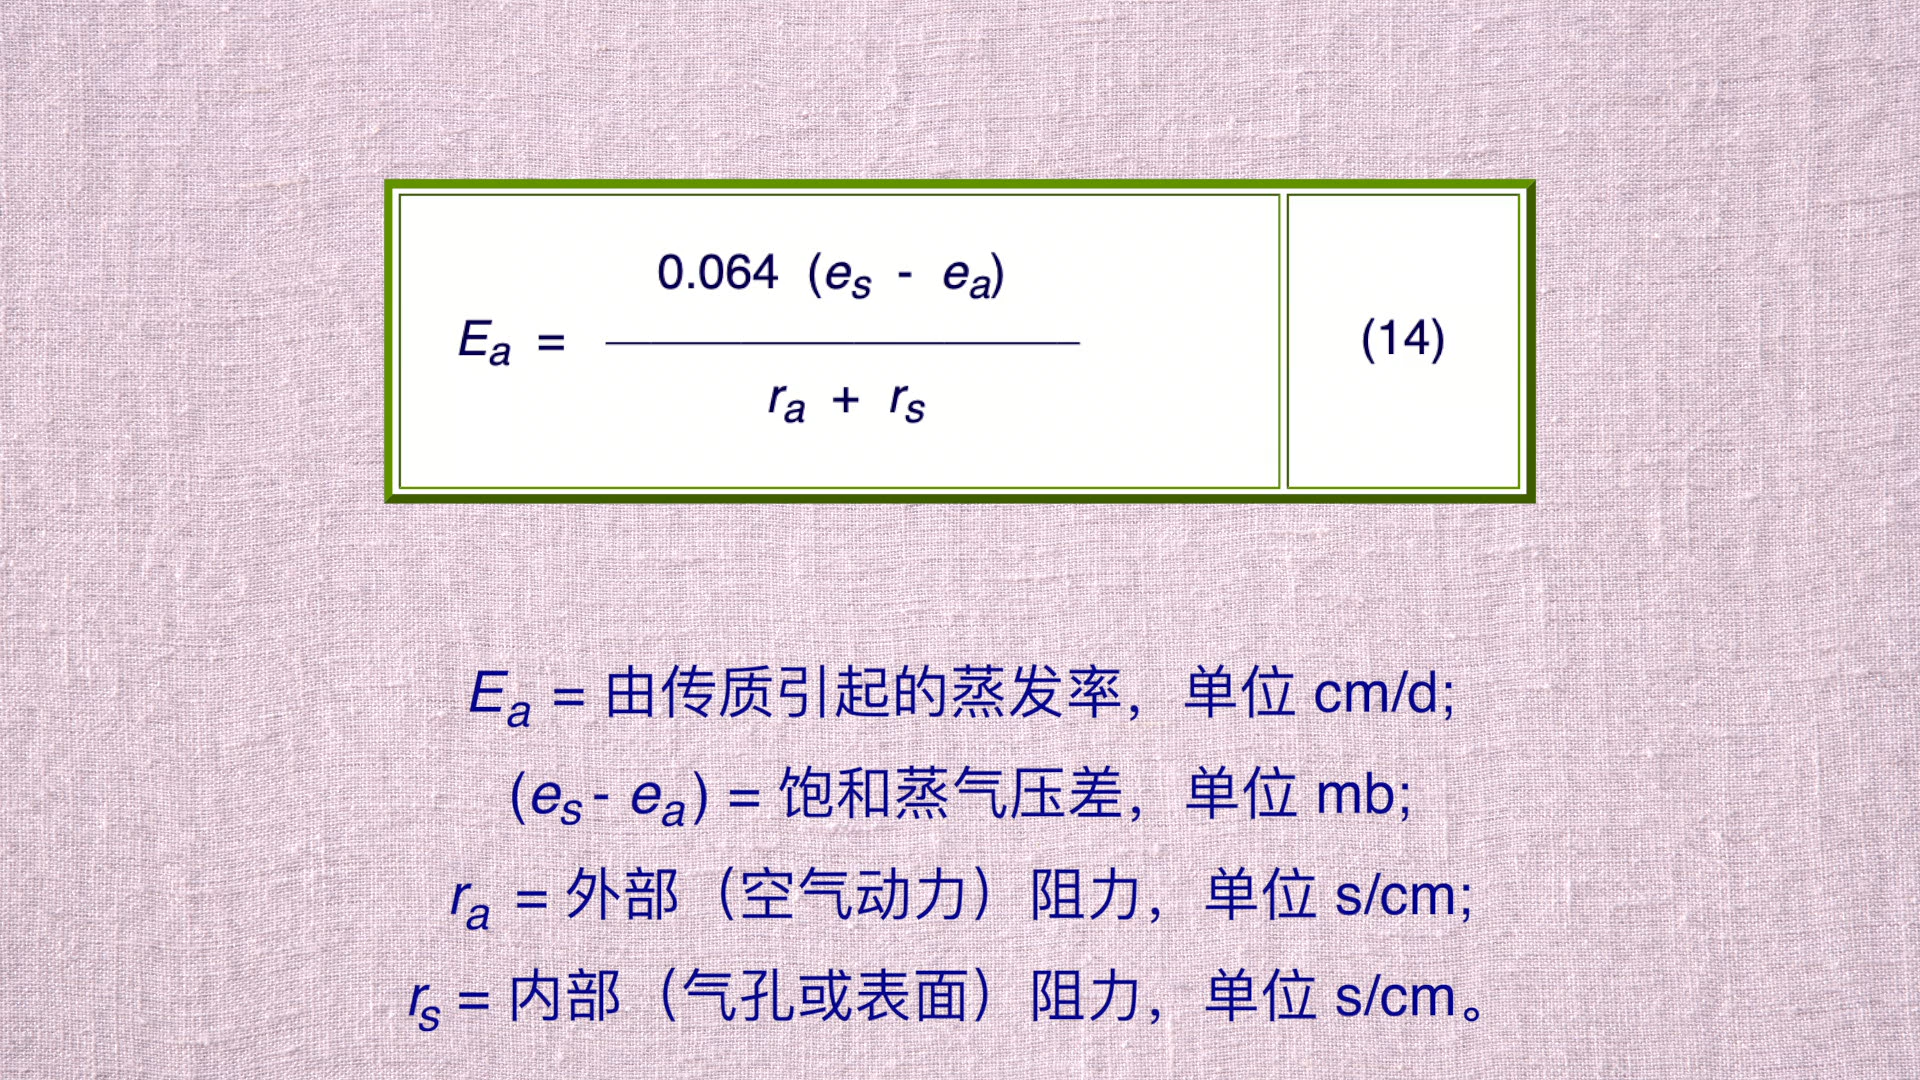 0.064 (es - ea)
Ea = (14)
ra + rs
Ea = 由传质引起的蒸发率，单位 cm/d;
(es - ea) = 饱和蒸气压差，单位 mb;
ra = 外部（空气动力）阻力，单位 s/cm;
rs = 内部（气孔或表面）阻力，单位 s/cm。